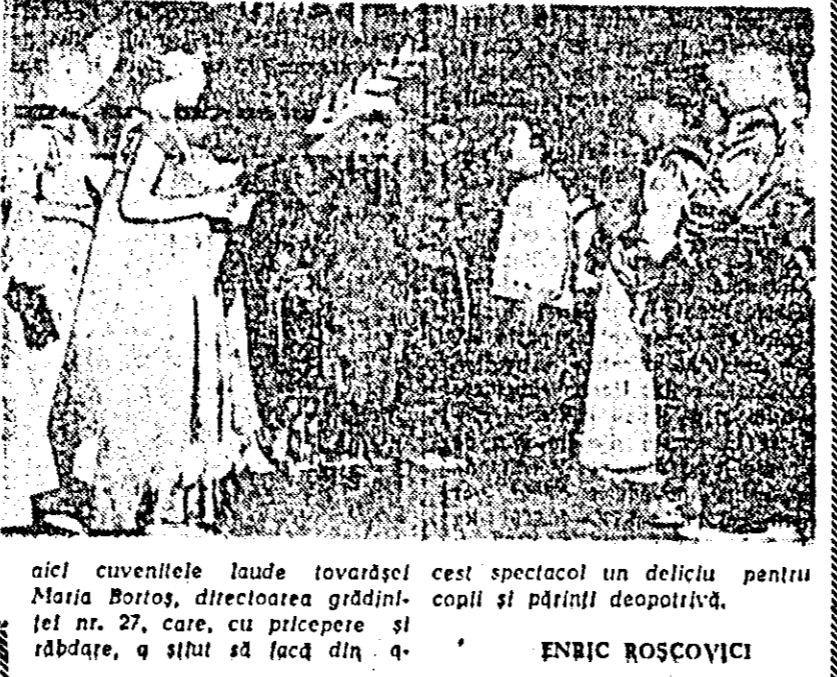 aici cuvenitele laude tovarășei
Maria Bortoș, directoarea grădini-
ței nr. 27, care, cu pricepere și
răbdare, a știut să facă din a-
cest spectacol un deliciu pentru
copii și părinți deopotrivă.
ENRIC ROȘCOVICI